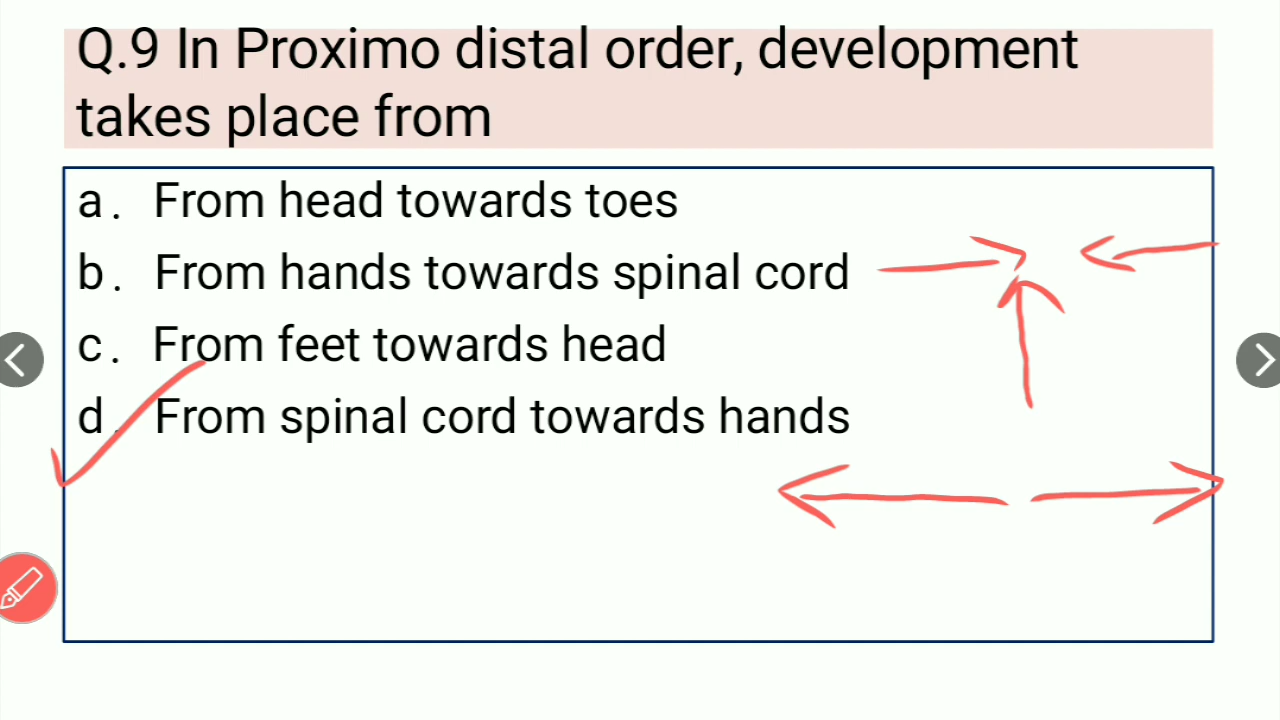 Q.9 In Proximo distal order, development
takes place from
a. From head towards toes
b. From hands towards spinal cord
c. From feet towards head
d. From spinal cord towards hands